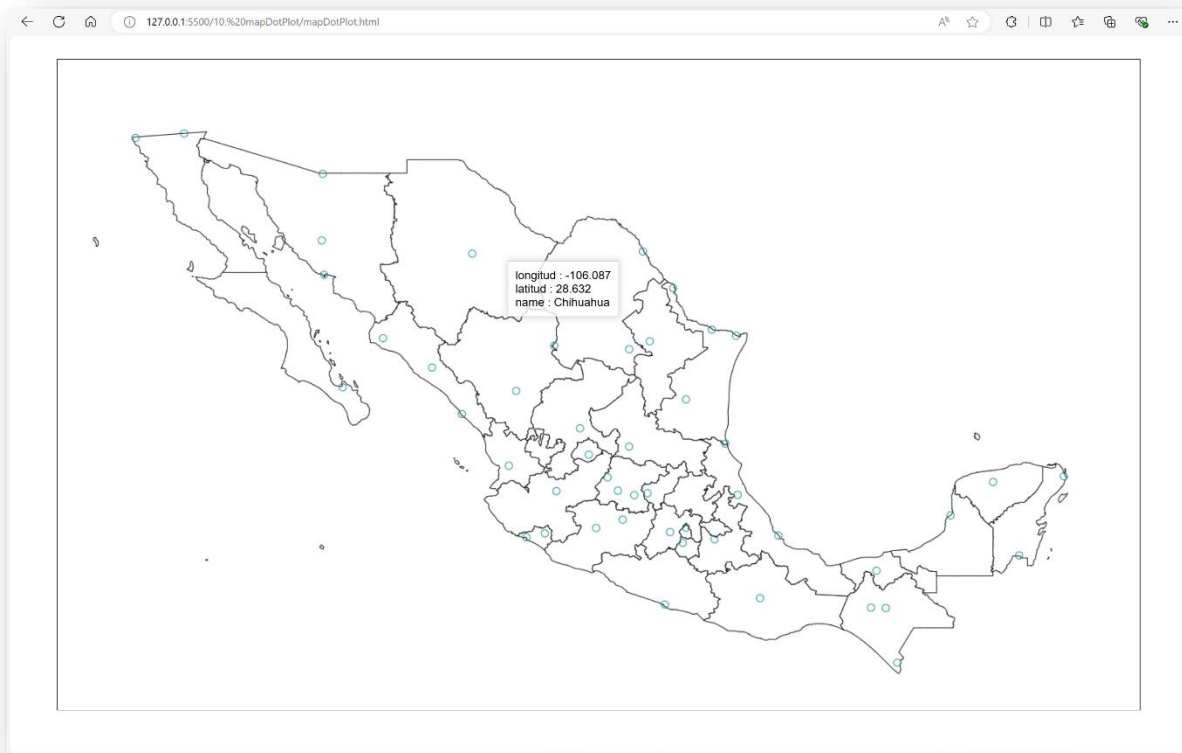 127.0.0.1:5500/10.%20mapDotPlot/mapDotPlot.html
longitud : -106.087
latitud : 28.632
name : Chihuahua